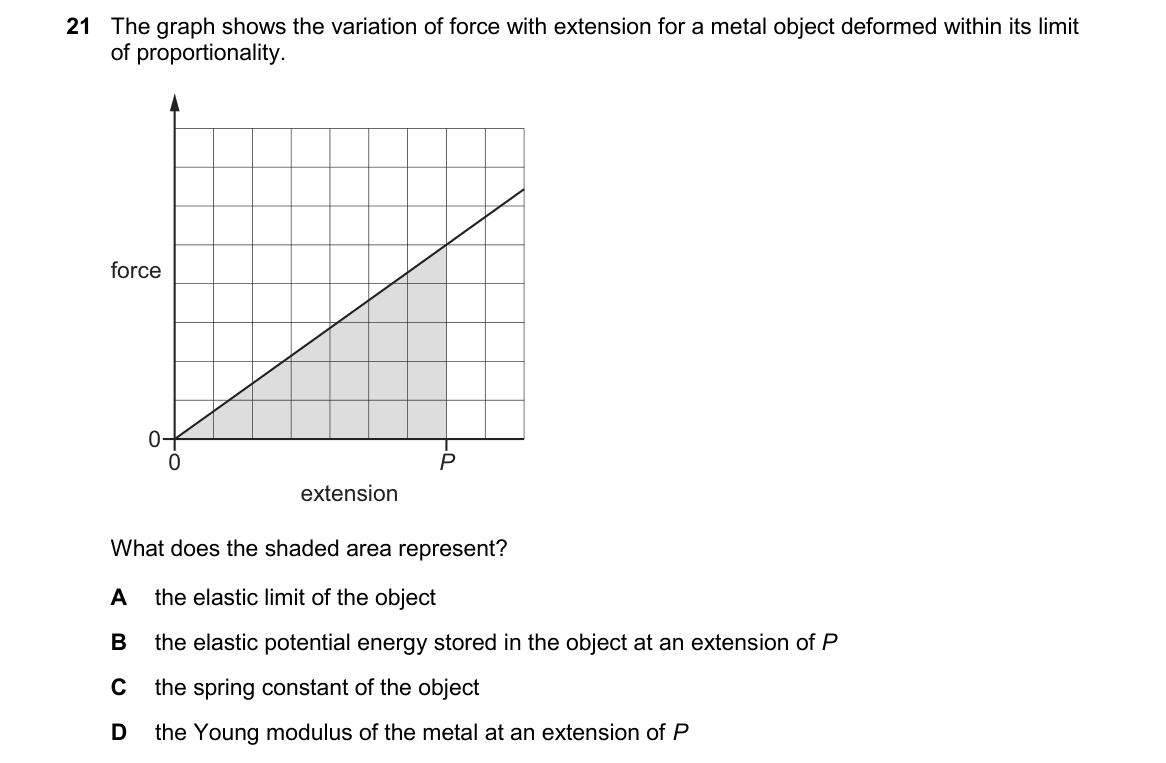 21 The graph shows the variation of force with extension for a metal object deformed within its limit
of proportionality.
force
0
0
P
extension
What does the shaded area represent?
A the elastic limit of the object
B the elastic potential energy stored in the object at an extension of P
C the spring constant of the object
D the Young modulus of the metal at an extension of P